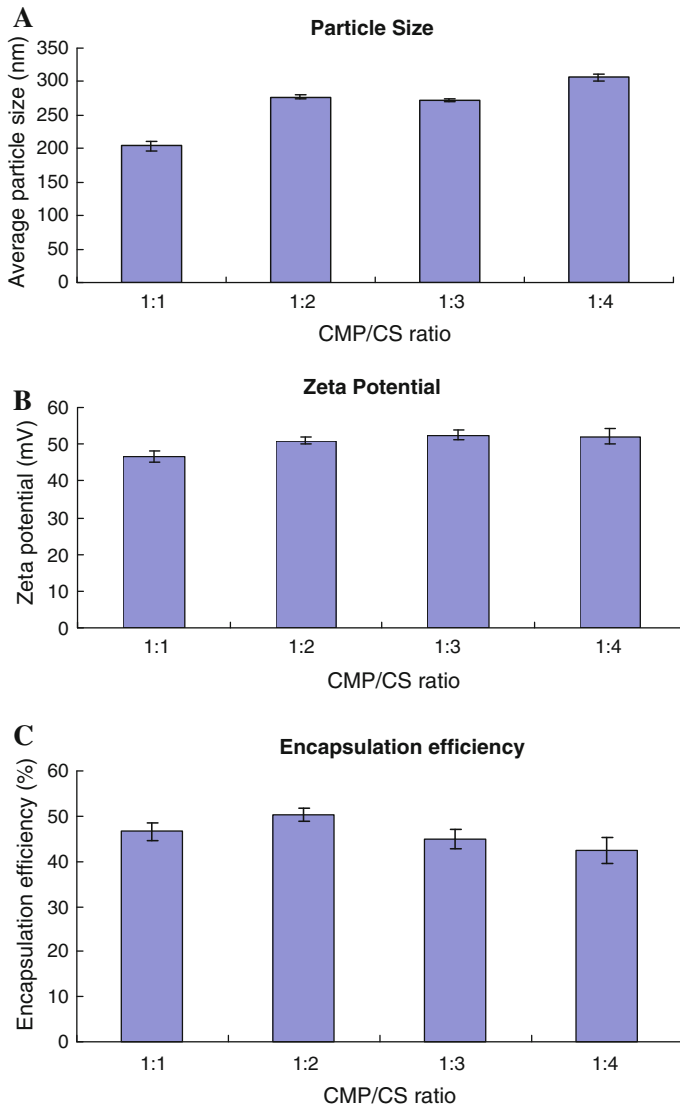 A
Particle Size
Average particle size (nm)
350
300
250
200
150
100
50
0
1:1 1:2 1:3 1:4
CMP/CS ratio
B
Zeta Potential
Zeta potential (mV)
60
50
40
30
20
10
0
1:1 1:2 1:3 1:4
CMP/CS ratio
C
Encapsulation efficiency
Encapsulation efficiency (%)
60
50
40
30
20
10
0
1:1 1:2 1:3 1:4
CMP/CS ratio